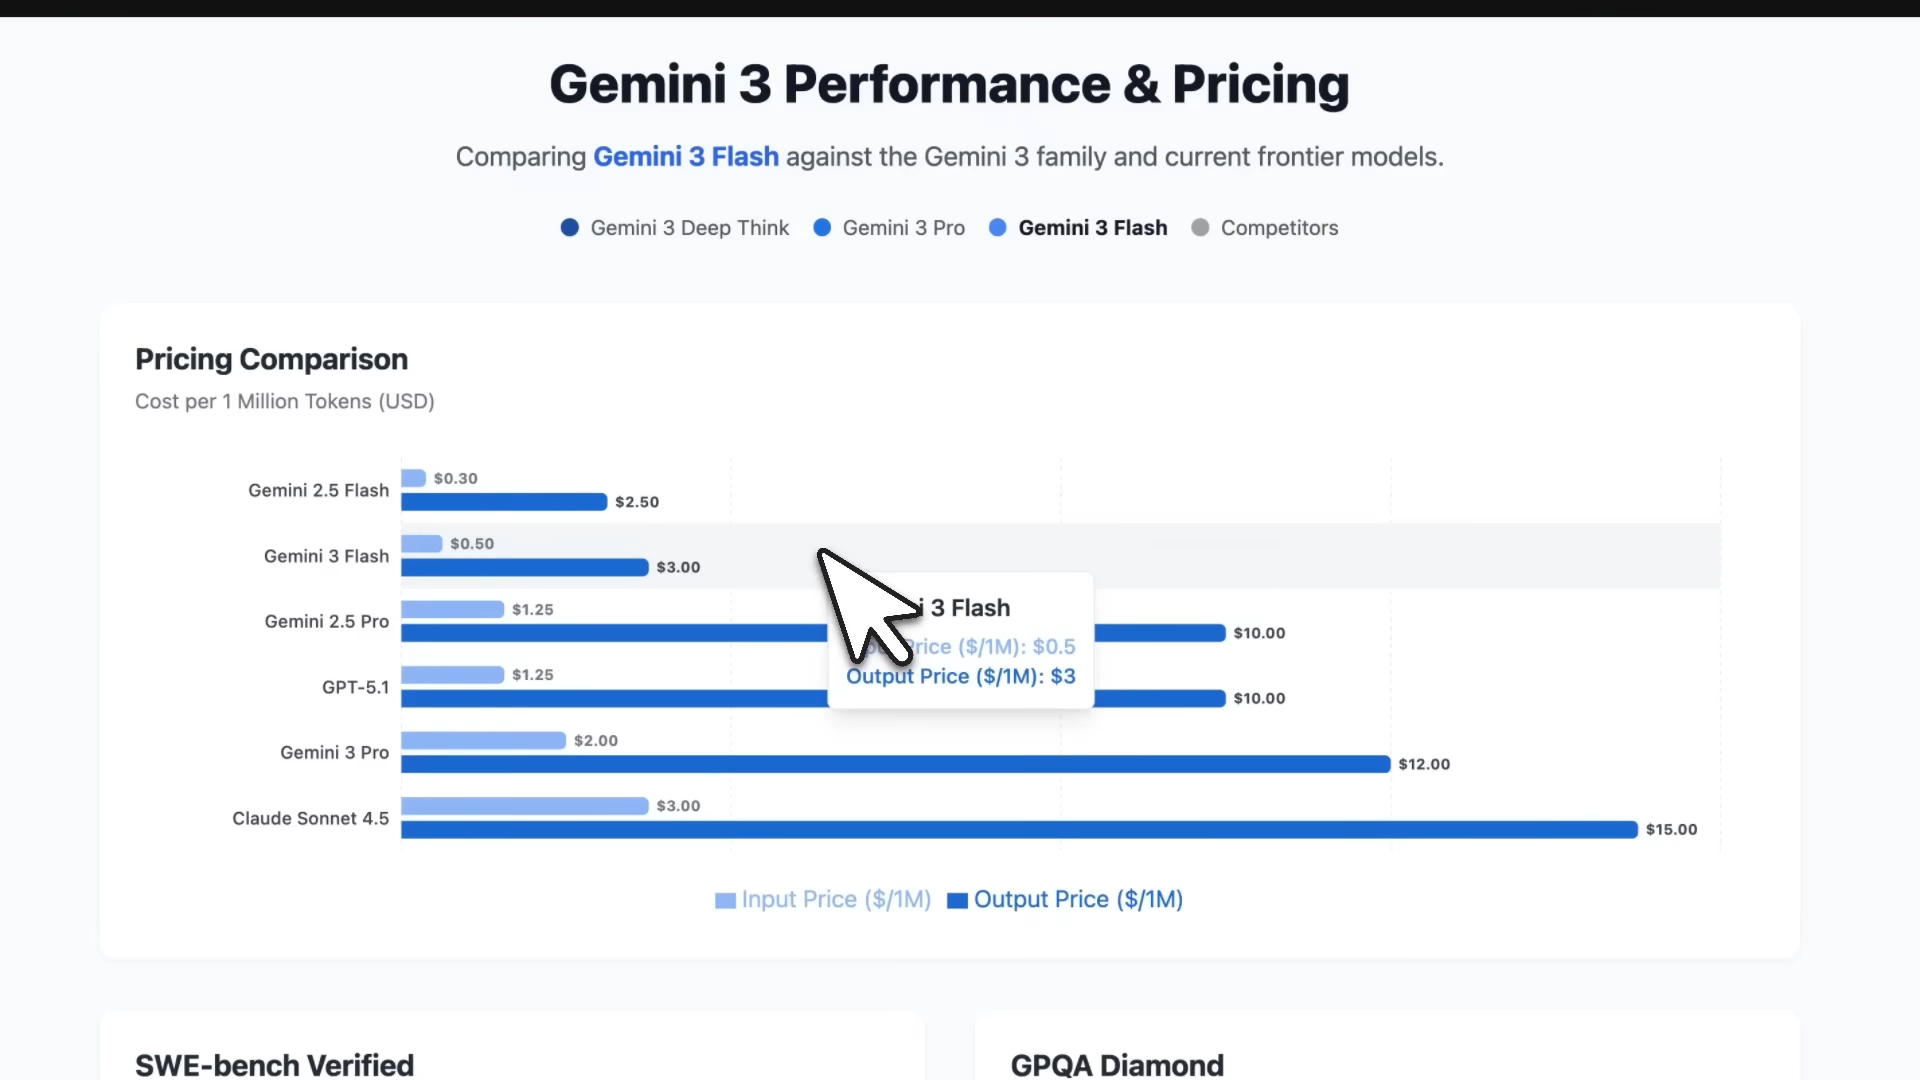 Gemini 3 Performance & Pricing
Comparing Gemini 3 Flash against the Gemini 3 family and current frontier models.
Gemini 3 Deep Think Gemini 3 Pro Gemini 3 Flash Competitors
Pricing Comparison
Cost per 1 Million Tokens (USD)
Gemini 2.5 Flash
$0.30
$2.50
Gemini 3 Flash
$0.50
$3.00
3 Flash
Price ($/1M): $0.5
Output Price ($/1M): $3
Gemini 2.5 Pro
$1.25
$10.00
GPT-5.1
$1.25
$10.00
Gemini 3 Pro
$2.00
$12.00
Claude Sonnet 4.5
$3.00
$15.00
Input Price ($/1M) Output Price ($/1M)
SWE-bench Verified
GPQA Diamond